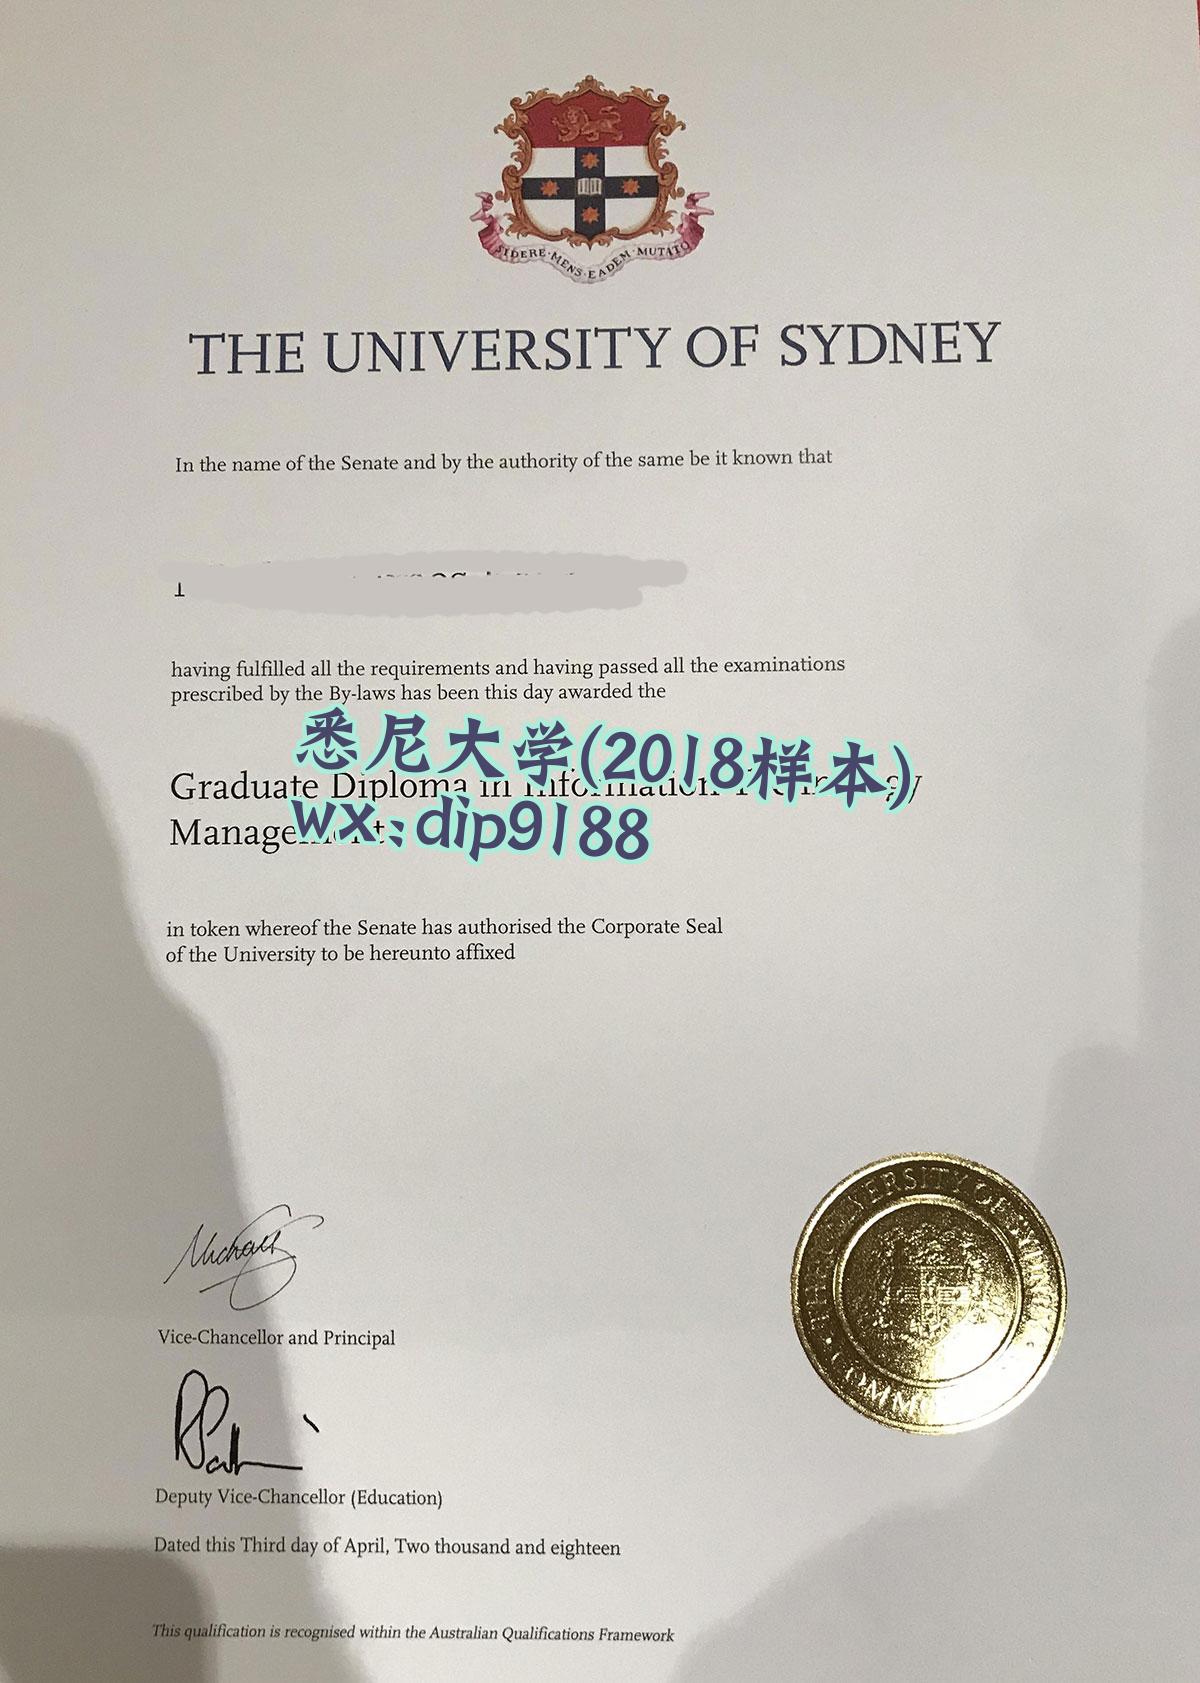 SIDERE·MENS·EADEM·MUTATO
THE UNIVERSITY OF SYDNEY
In the name of the Senate and by the authority of the same be it known that
having fulfilled all the requirements and having passed all the examinations
prescribed by the By-laws has been this day awarded the
悉尼大学(2018样本)
Graduate Diploma in Information
wx:dip9188
Management
in token whereof the Senate has authorised the Corporate Seal
of the University to be hereunto affixed
Vice-Chancellor and Principal
Deputy Vice-Chancellor (Education)
Dated this Third day of April, Two thousand and eighteen
This qualification is recognised within the Australian Qualifications Framework